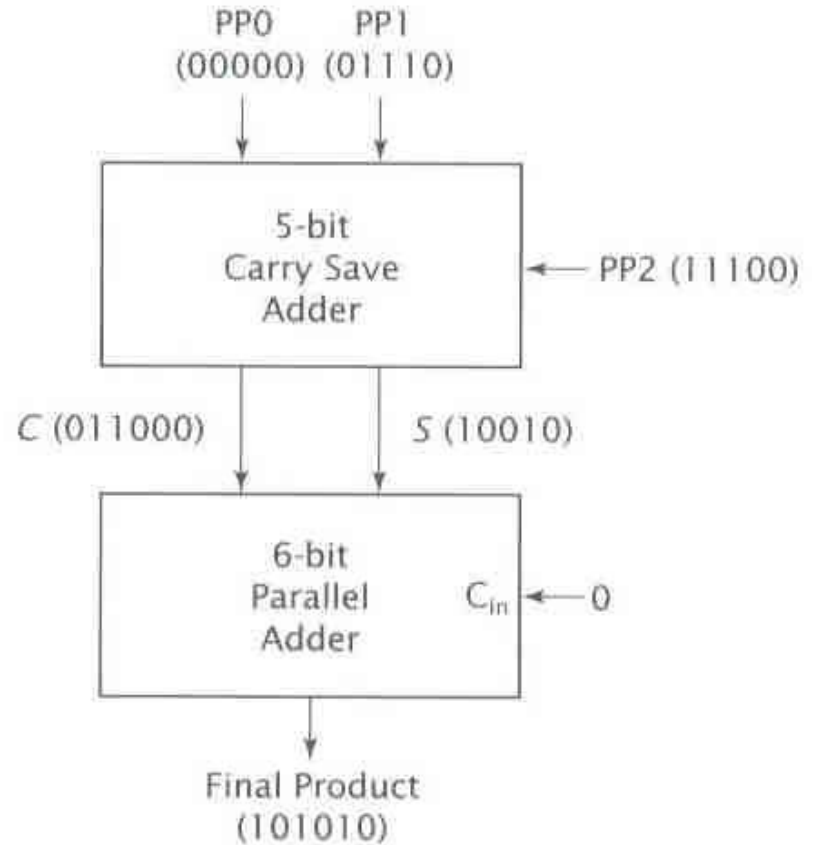 PP0 PP1
(00000) (01110)
5-bit
Carry Save
Adder
PP2 (11100)
C (011000)
S (10010)
6-bit
Parallel
Adder
Cin
0
Final Product
(101010)